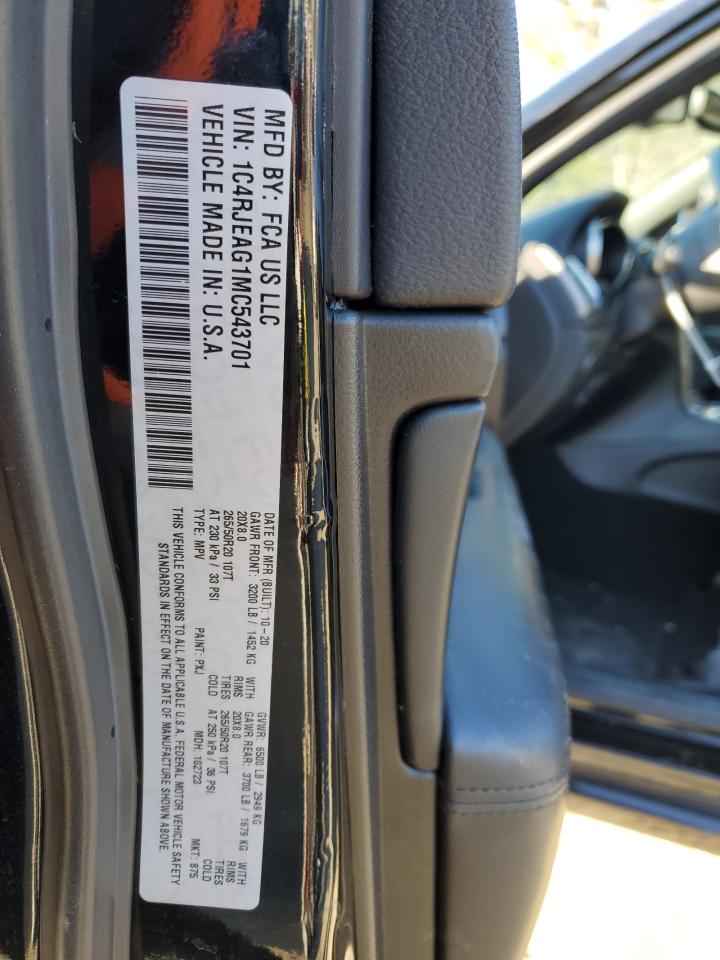 MFD BY: FCA US LLC
VIN: 1C4RJEAG1MC543701
VEHICLE MADE IN: U.S.A.
DATE OF MFR (BUILT): 10-20 GVWR: 6500 LB / 2949 KG
GAWR FRONT: 3200 LB / 1452 KG WITH GAWR REAR: 3700 LB / 1679 KG WITH
20X8.0 RIMS 20X8.0 RIMS
265/50R20 107T TIRES 265/50R20 107T TIRES
AT 230 kPa / 33 PSI COLD AT 250 kPa / 36 PSI COLD
TYPE: MPV PAINT: PXJ MDH: 102723 MKT: 875
THIS VEHICLE CONFORMS TO ALL APPLICABLE U.S.A. FEDERAL MOTOR VEHICLE SAFETY
STANDARDS IN EFFECT ON THE DATE OF MANUFACTURE SHOWN ABOVE.